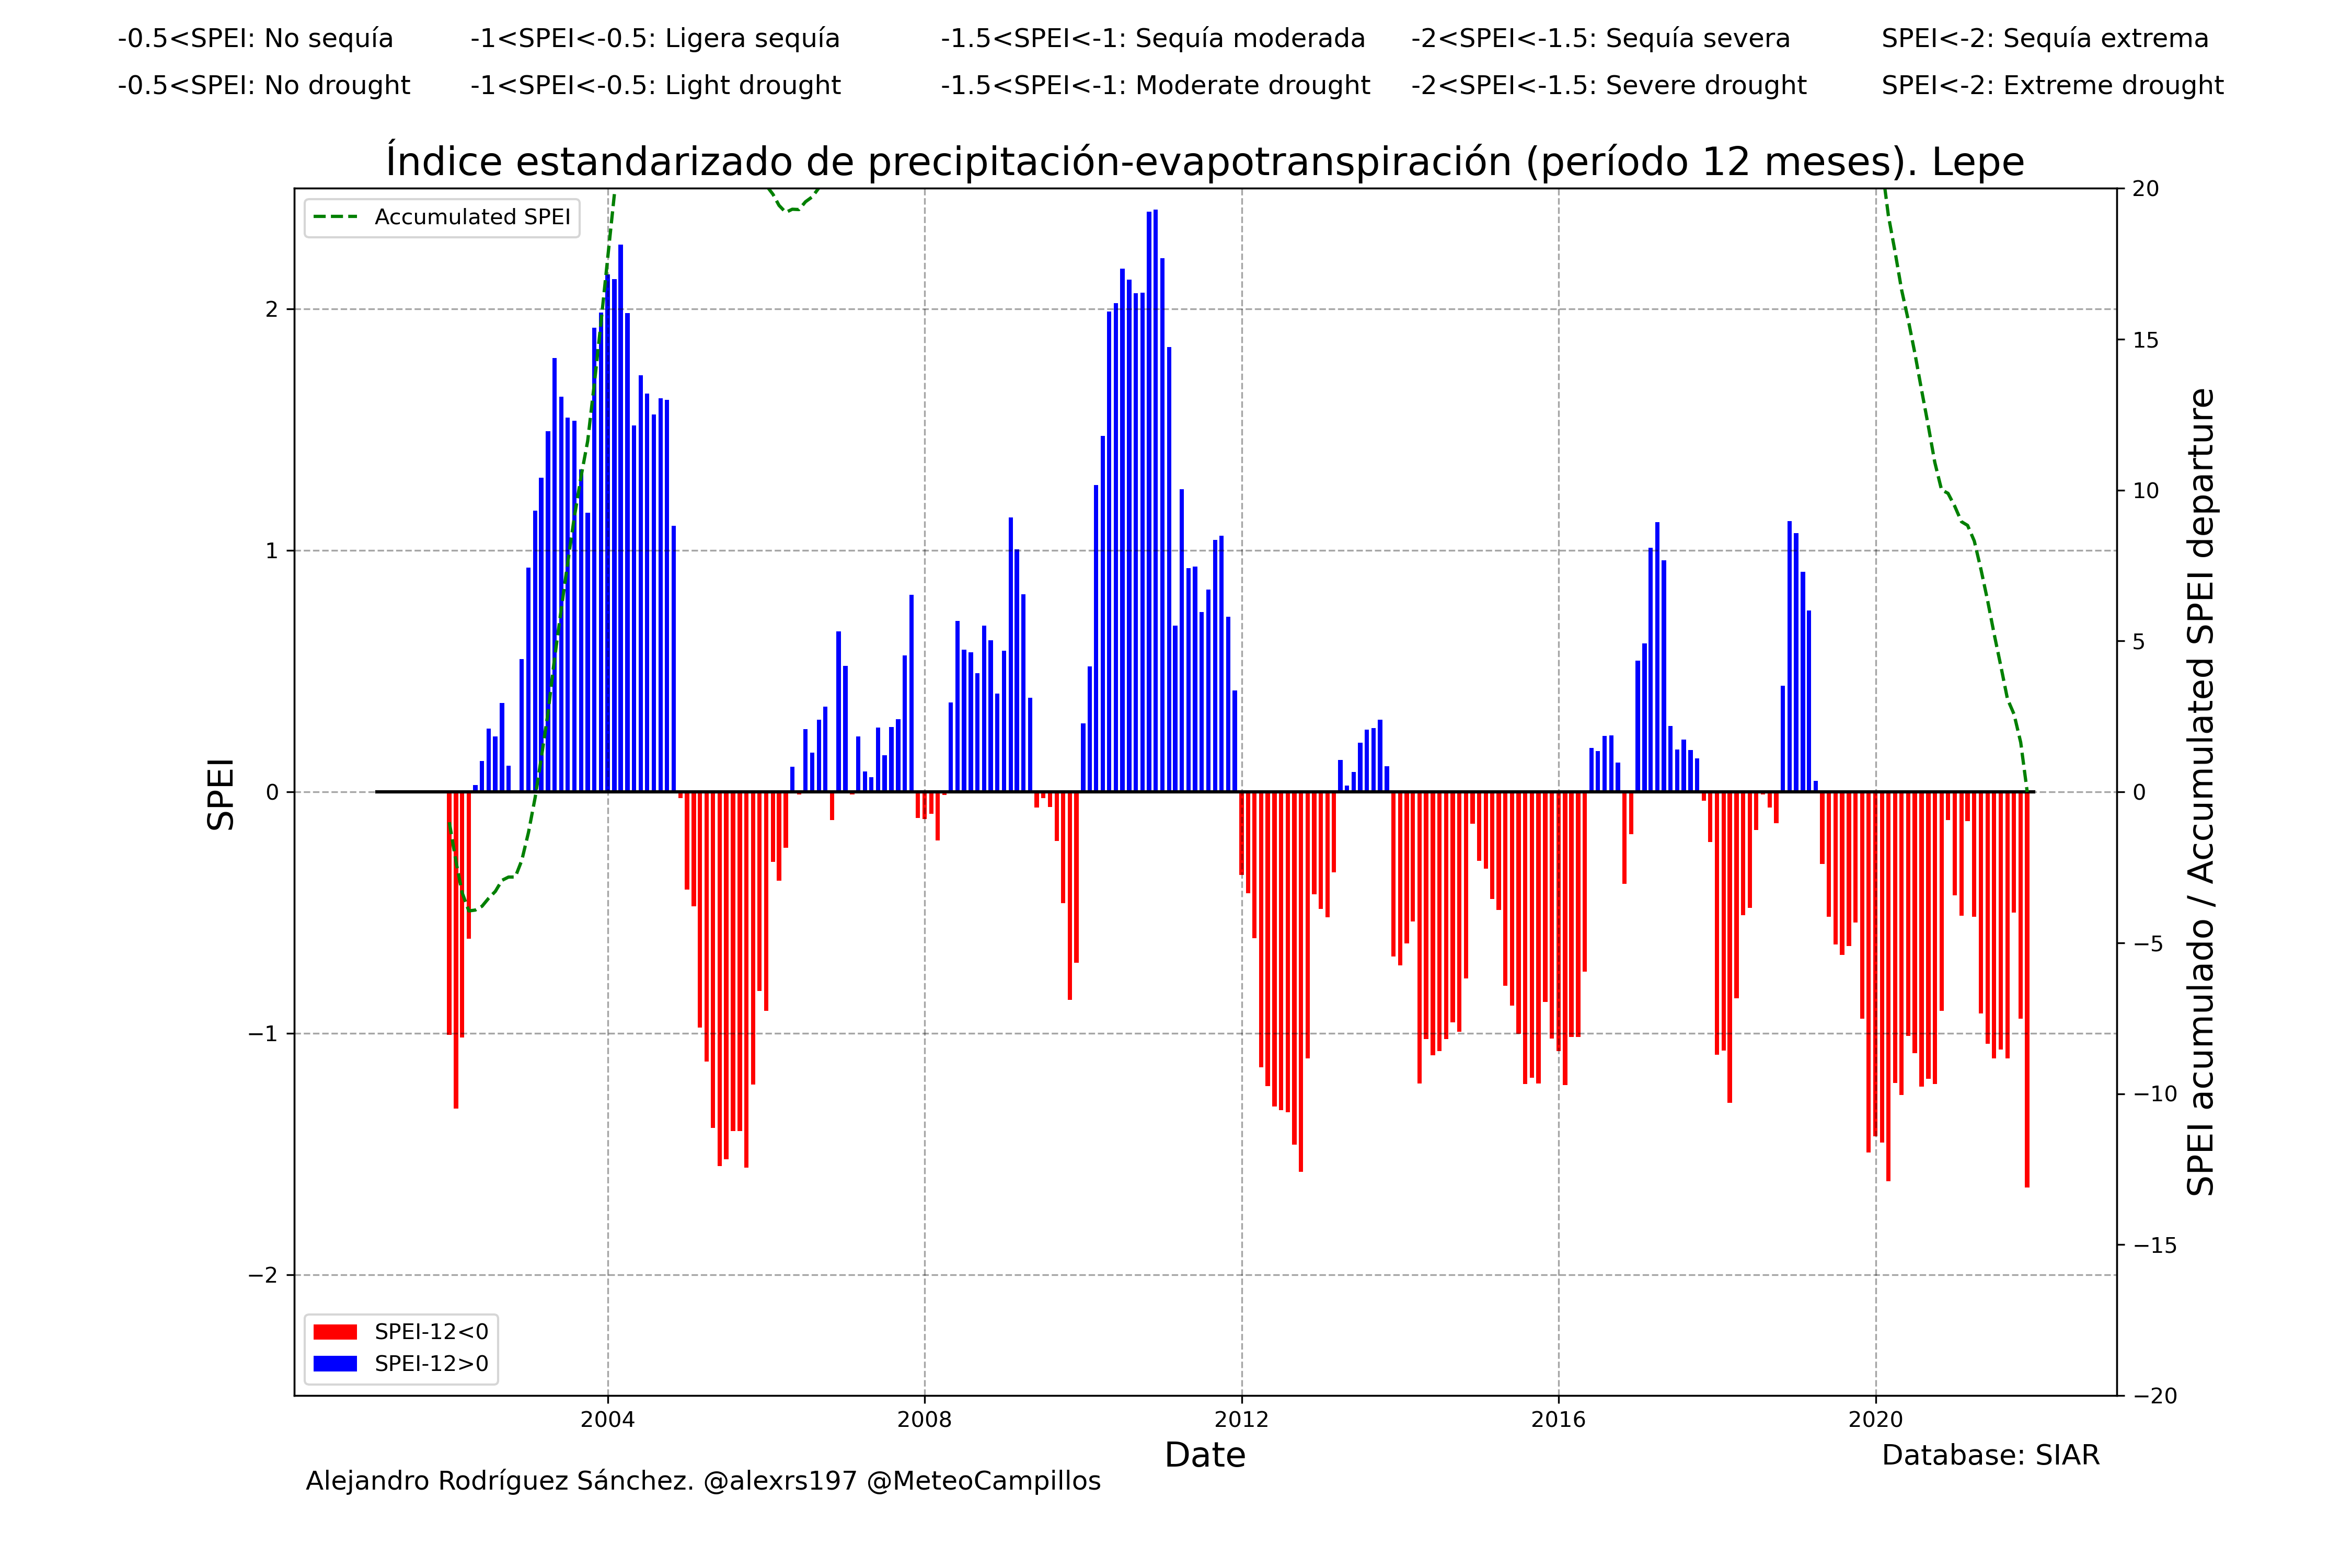 -0.5<SPEI: No sequía -1<SPEI<-0.5: Ligera sequía -1.5<SPEI<-1: Sequía moderada -2<SPEI<-1.5: Sequía severa SPEI<-2: Sequía extrema
-0.5<SPEI: No drought -1<SPEI<-0.5: Light drought -1.5<SPEI<-1: Moderate drought -2<SPEI<-1.5: Severe drought SPEI<-2: Extreme drought
Índice estandarizado de precipitación-evapotranspiración (período 12 meses). Lepe
Accumulated SPEI
SPEI
2
1
0
−1
−2
20
15
10
5
0
−5
−10
−15
−20
SPEI acumulado / Accumulated SPEI departure
SPEI-12<0
SPEI-12>0
2004 2008 2012 2016 2020
Date
Database: SIAR
Alejandro Rodríguez Sánchez. @alexrs197 @MeteoCampillos